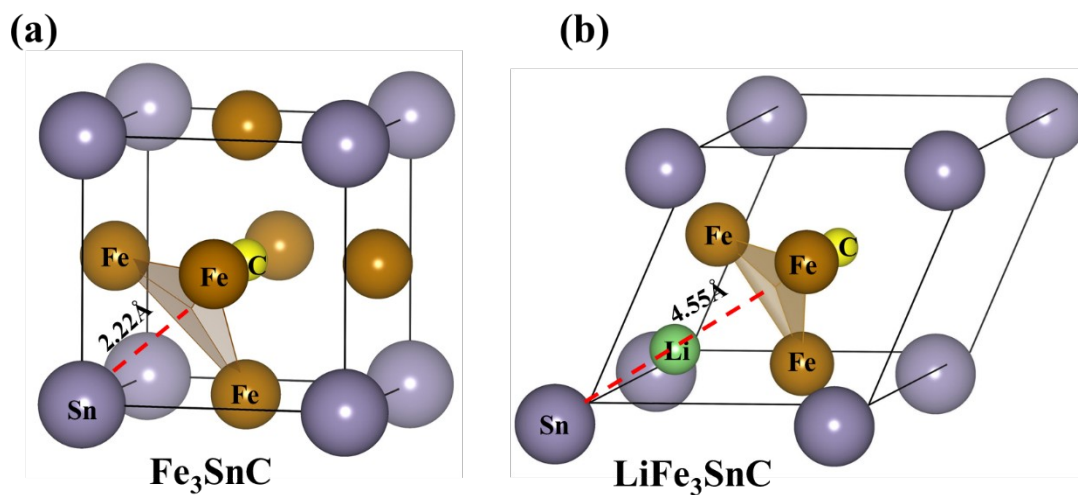 (a)
(b)
Fe
Fe
C
2.22Å
Sn
Fe
Fe₃SnC
Fe
Fe
C
4.55Å
Li
Fe
Sn
LiFe₃SnC